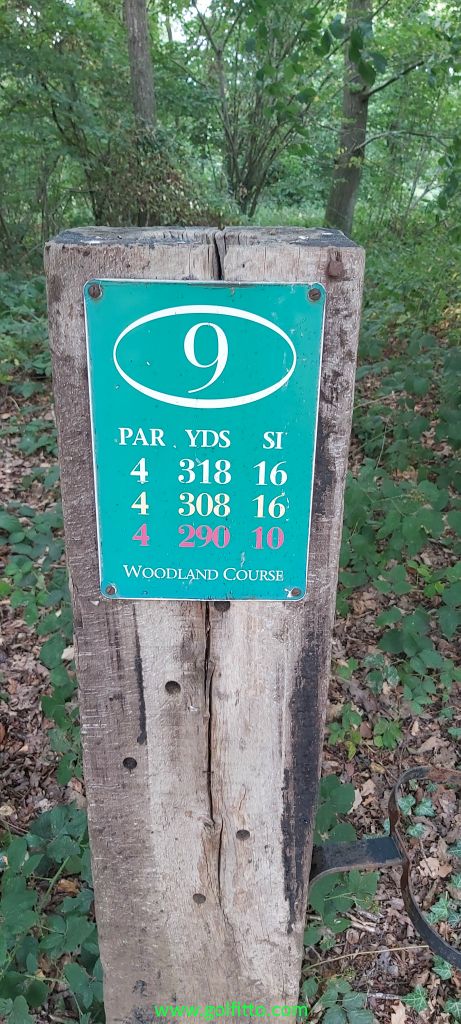 9
PAR YDS SI
4 318 16
4 308 16
4 290 10
WOODLAND COURSE
www.golfitto.com